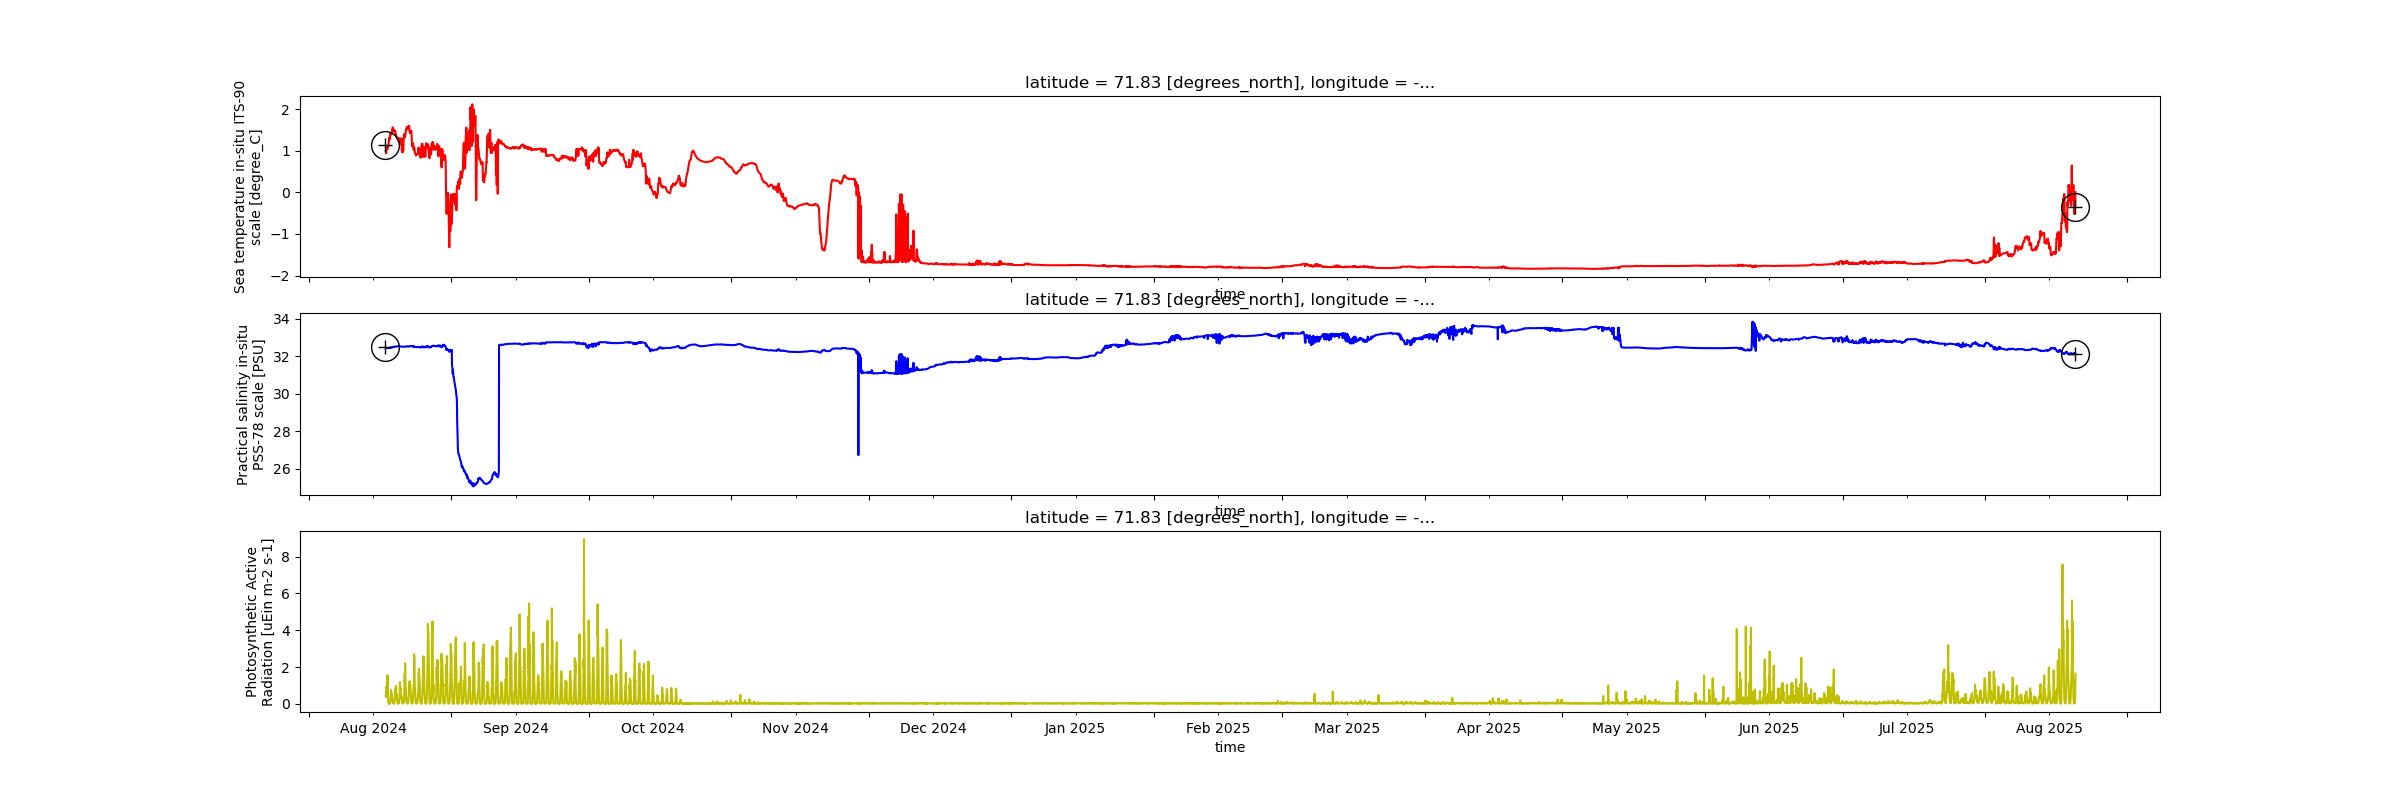 latitude = 71.83 [degrees_north], longitude = -...
Sea temperature in-situ ITS-90
scale [degree_C]
2
1
0
−1
−2
time
latitude = 71.83 [degrees_north], longitude = -...
Practical salinity in-situ
PSS-78 scale [PSU]
34
32
30
28
26
time
latitude = 71.83 [degrees_north], longitude = -...
Photosynthetic Active
Radiation [uEin m-2 s-1]
8
6
4
2
0
Aug 2024 Sep 2024 Oct 2024 Nov 2024 Dec 2024 Jan 2025 Feb 2025 Mar 2025 Apr 2025 May 2025 Jun 2025 Jul 2025 Aug 2025
time